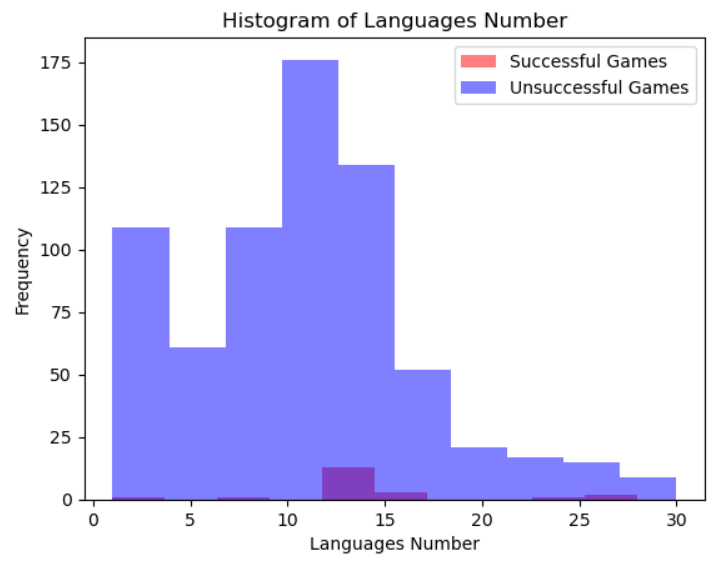 Histogram of Languages Number
Successful Games
Unsuccessful Games
175
150
125
100
75
50
25
0
Frequency
0 5 10 15 20 25 30
Languages Number